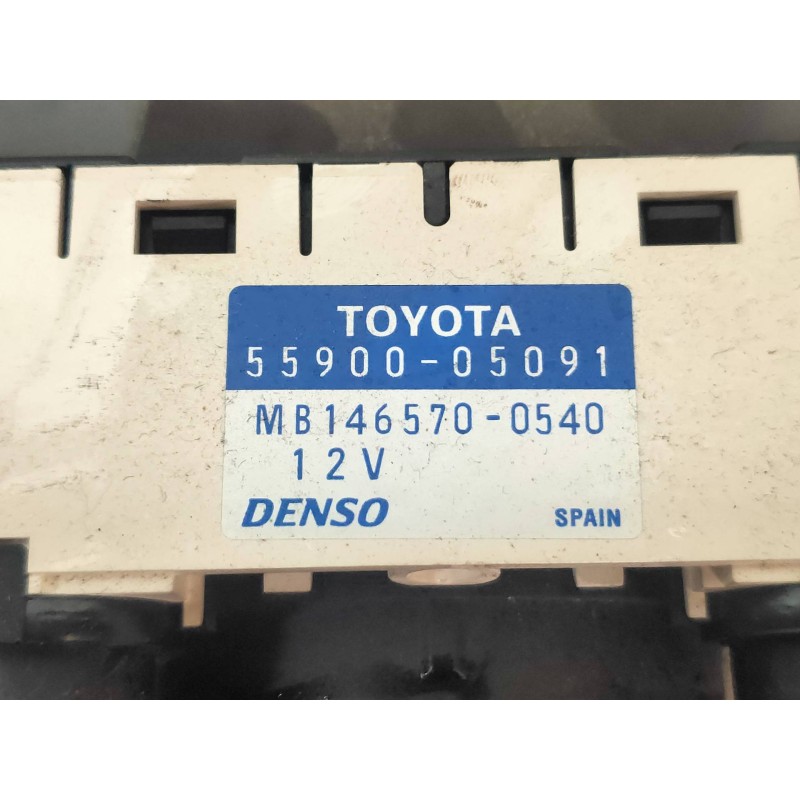 TOYOTA
55900-05091
MB146570-0540
12V
DENSO SPAIN